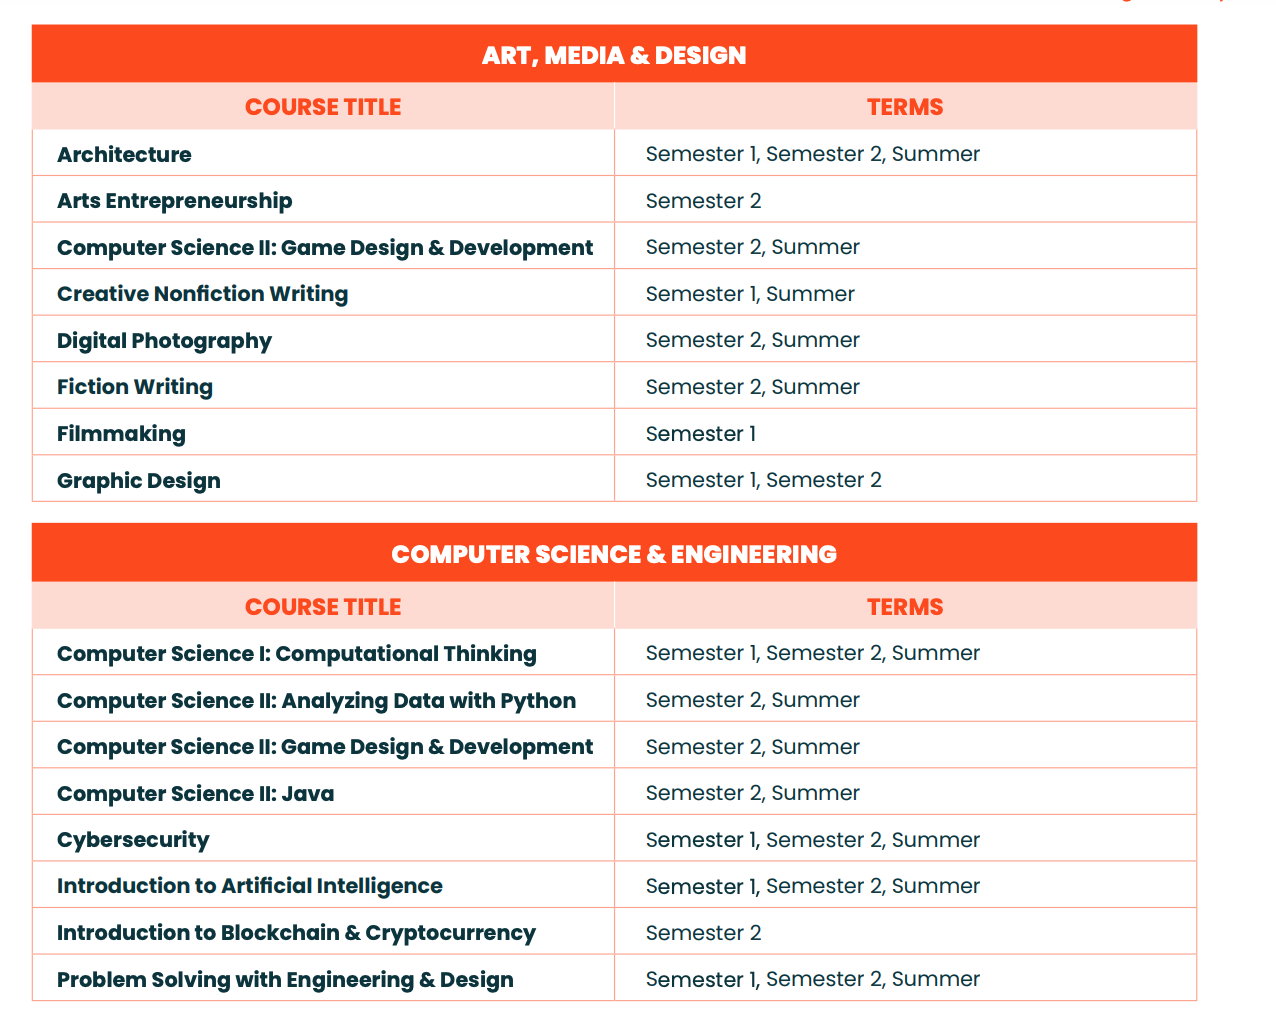 ART, MEDIA & DESIGN
COURSE TITLE TERMS
Architecture Semester 1, Semester 2, Summer
Arts Entrepreneurship Semester 2
Computer Science II: Game Design & Development Semester 2, Summer
Creative Nonfiction Writing Semester 1, Summer
Digital Photography Semester 2, Summer
Fiction Writing Semester 2, Summer
Filmmaking Semester 1
Graphic Design Semester 1, Semester 2
COMPUTER SCIENCE & ENGINEERING
COURSE TITLE TERMS
Computer Science I: Computational Thinking Semester 1, Semester 2, Summer
Computer Science II: Analyzing Data with Python Semester 2, Summer
Computer Science II: Game Design & Development Semester 2, Summer
Computer Science II: Java Semester 2, Summer
Cybersecurity Semester 1, Semester 2, Summer
Introduction to Artificial Intelligence Semester 1, Semester 2, Summer
Introduction to Blockchain & Cryptocurrency Semester 2
Problem Solving with Engineering & Design Semester 1, Semester 2, Summer